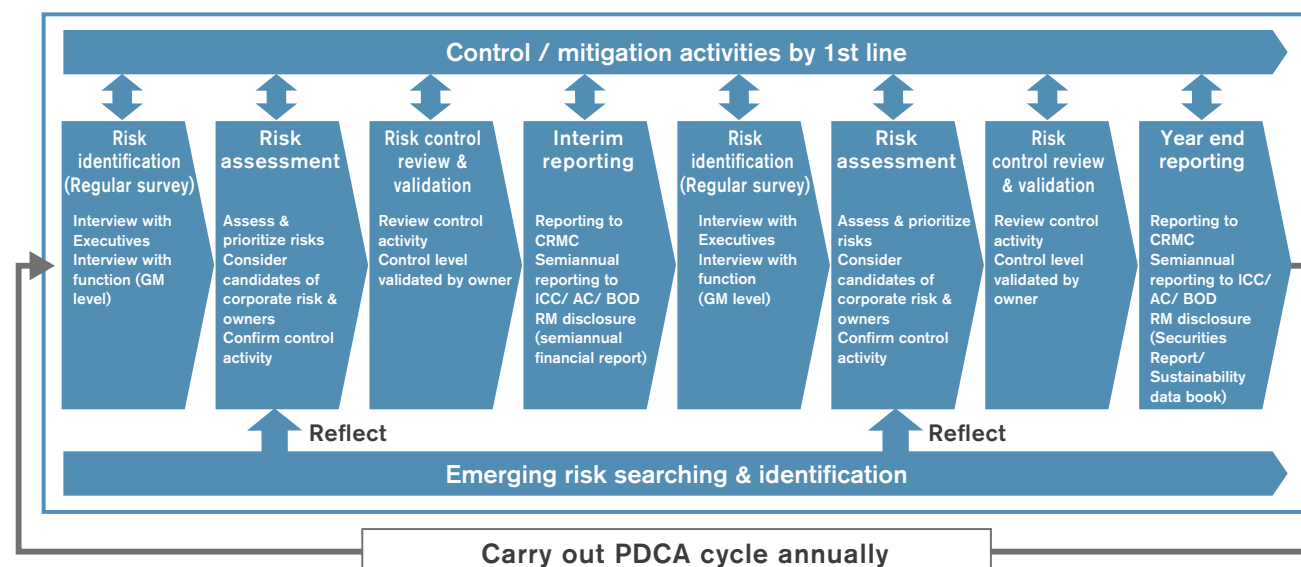 Control / mitigation activities by 1st line
Risk
identification
(Regular survey)
Interview with
Executives
Interview with
function (GM
level)
Risk
assessment
Assess &
prioritize risks
Consider
candidates of
corporate risk &
owners
Confirm control
activity
Risk control
review &
validation
Review control
activity
Control level
validated by owner
Interim
reporting
Reporting to
CRMC
Semiannual
reporting to
ICC/ AC/ BOD
RM disclosure
(semiannual
financial report)
Risk
identification
(Regular survey)
Interview with
Executives
Interview with
function
(GM level)
Risk
assessment
Assess & prioritize
risks
Consider
candidates of
corporate risk &
owners
Confirm control
activity
Risk
control review
& validation
Review control
activity
Control level
validated by
owner
Year end
reporting
Reporting to
CRMC
Semiannual
reporting to ICC/
AC/ BOD
RM disclosure
(Securities
Report/
Sustainability
data book)
Reflect
Reflect
Emerging risk searching & identification
Carry out PDCA cycle annually